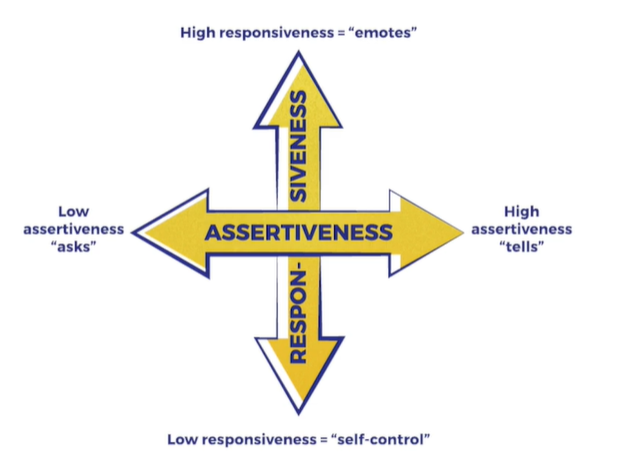 High responsiveness = “emotes”
RESPON-
SIVENESS
Low
assertiveness
“asks”
ASSERTIVENESS
High
assertiveness
“tells”
Low responsiveness = “self-control”